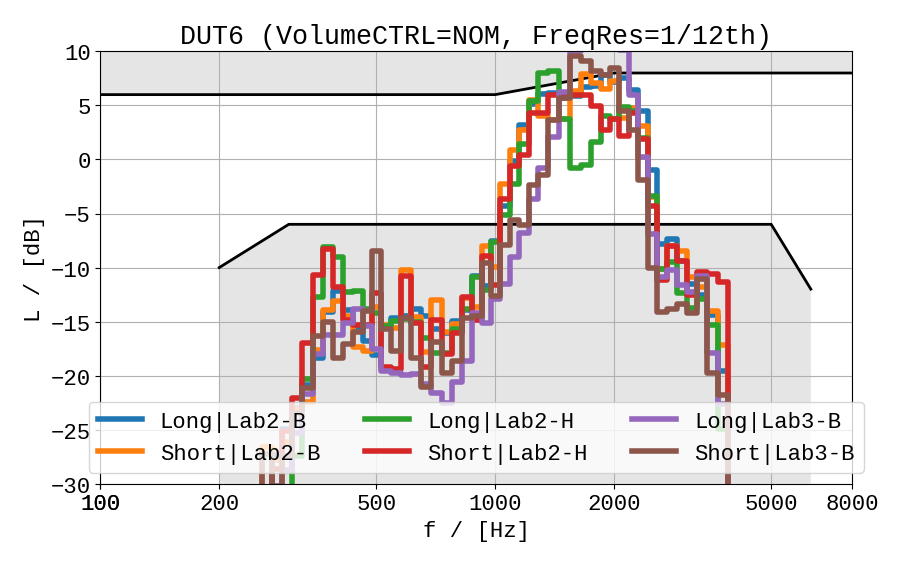 DUT6 (VolumeCTRL=NOM, FreqRes=1/12th)
10
5
0
−5
−10
−15
−20
−25
−30
L / [dB]
Long|Lab2-B Long|Lab2-H Long|Lab3-B
Short|Lab2-B Short|Lab2-H Short|Lab3-B
100 200 500 1000 2000 5000 8000
f / [Hz]